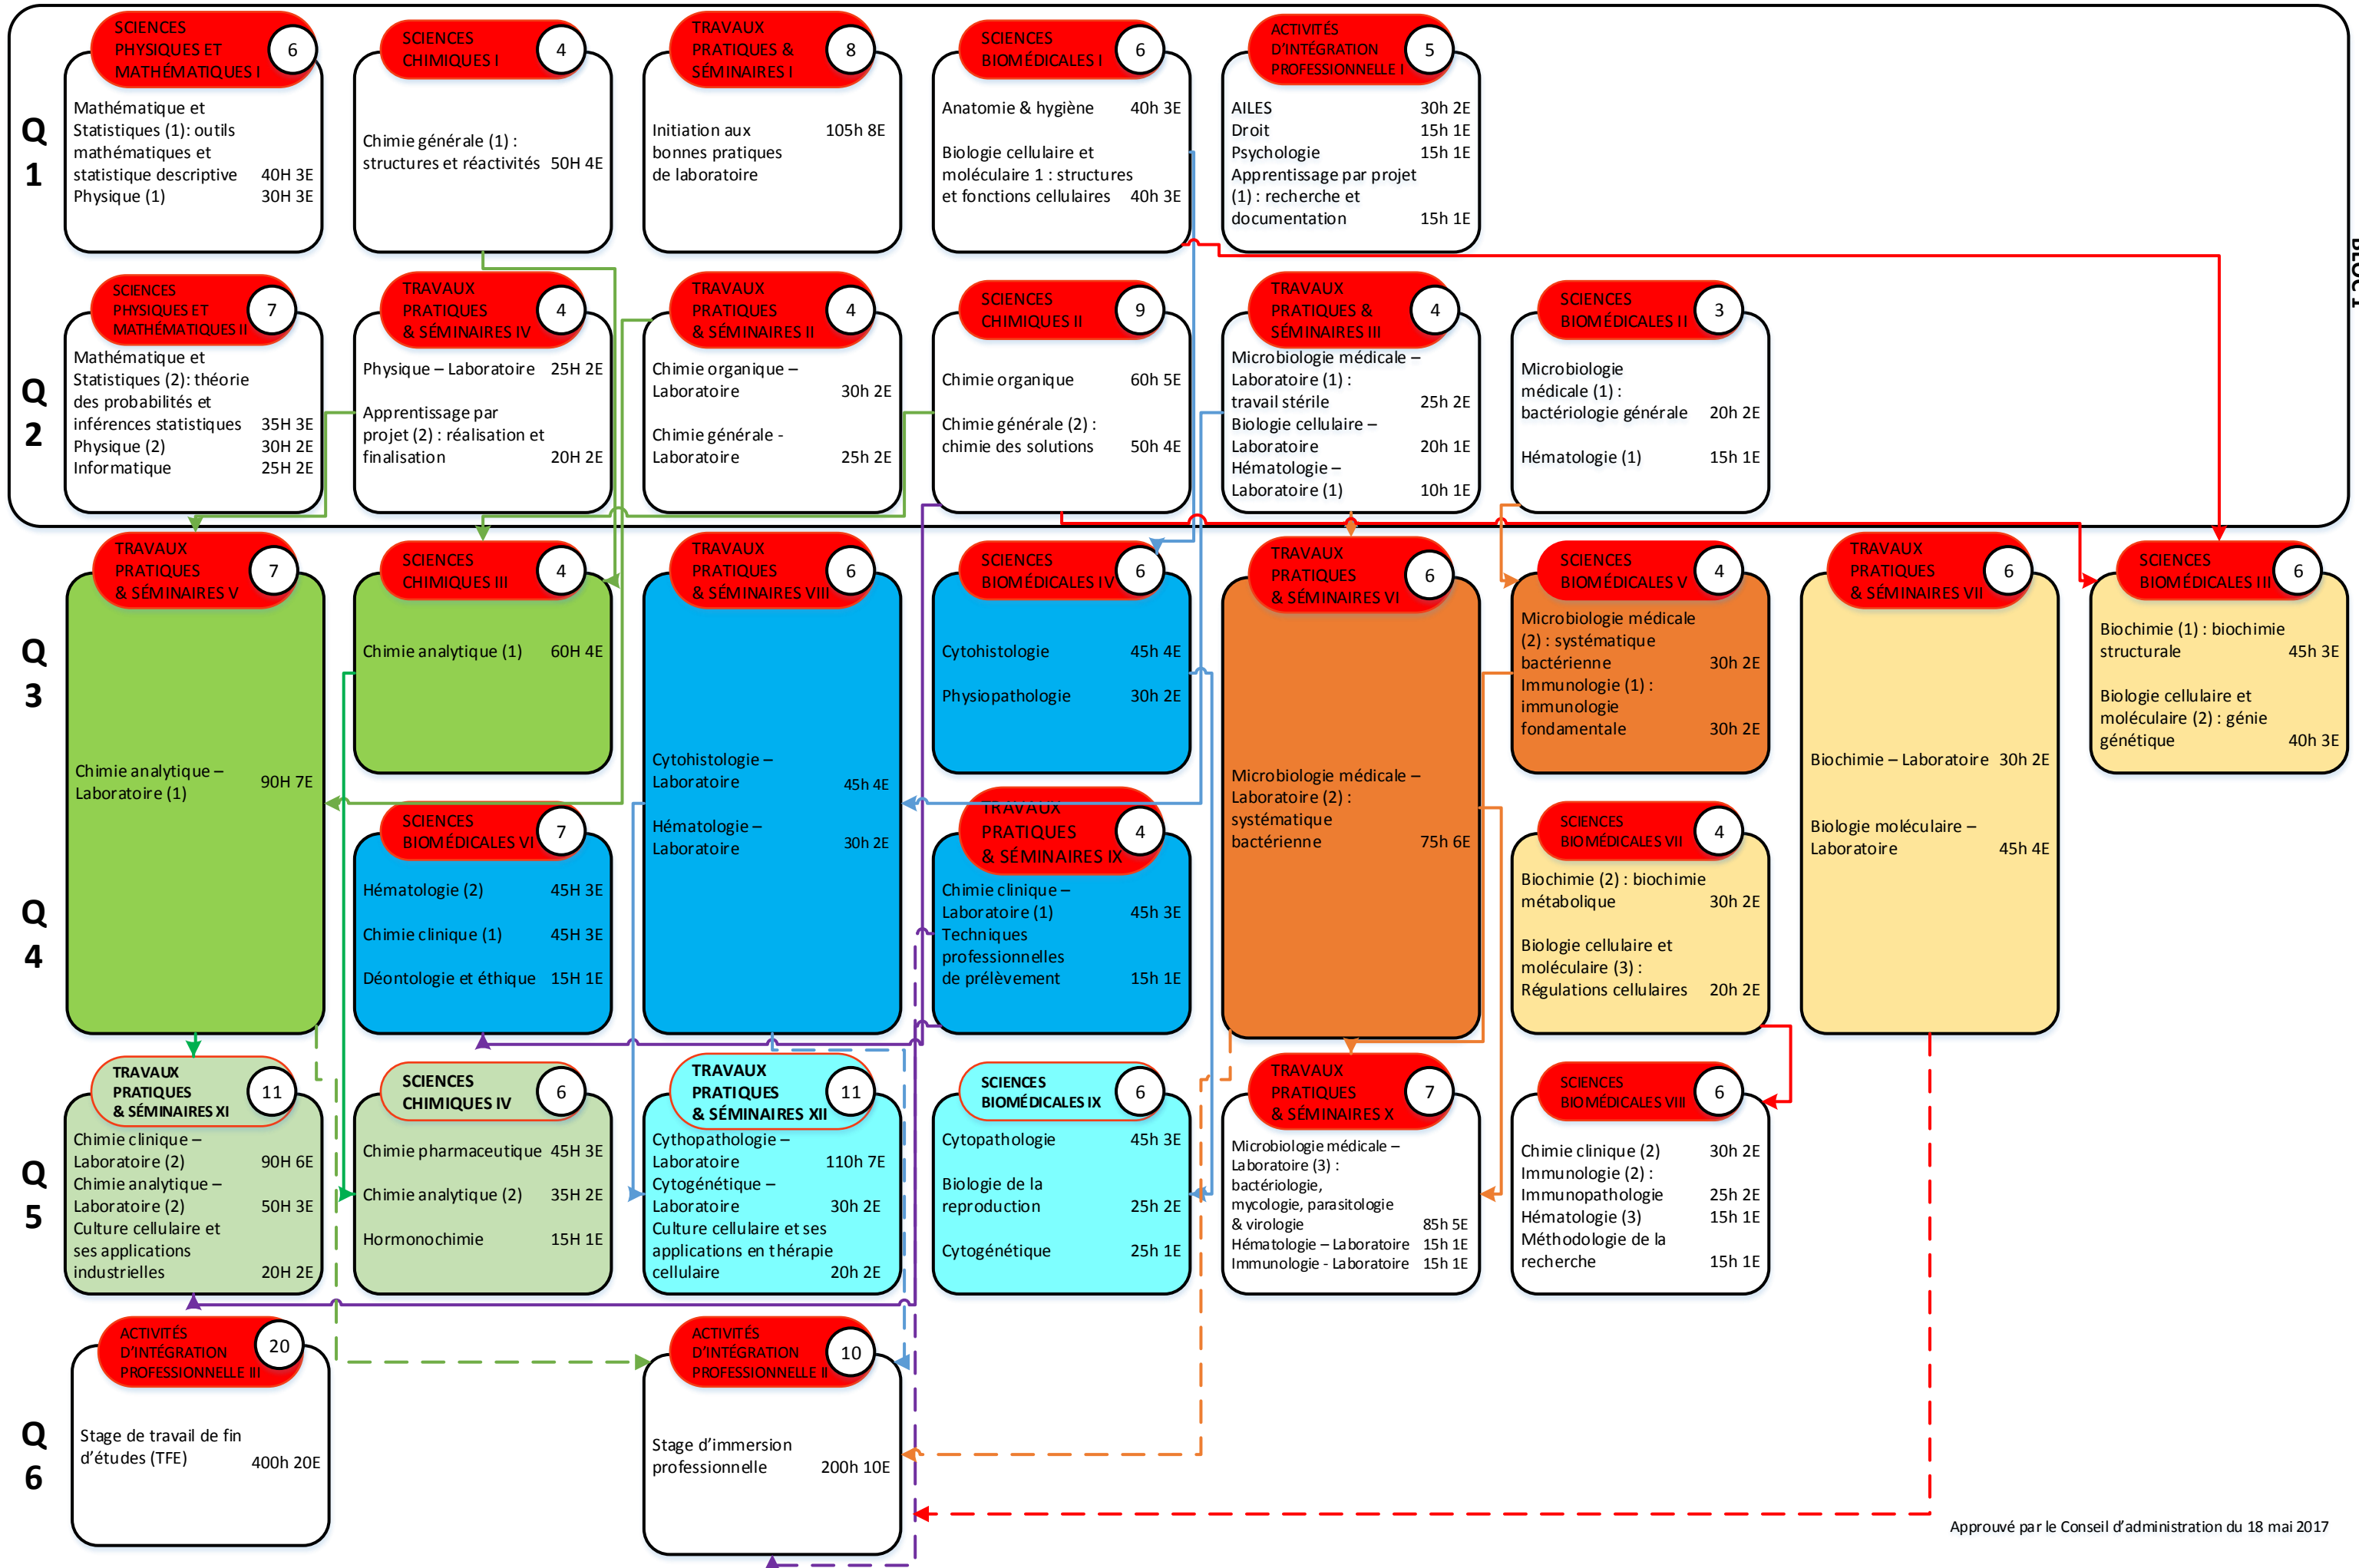 Q
1
SCIENCES
PHYSIQUES ET
MATHÉMATIQUES I
6
Mathématique et
Statistiques (1): outils
mathématiques et
statistique descriptive 40H 3E
Physique (1) 30H 3E
SCIENCES
CHIMIQUES I
4
Chimie générale (1) :
structures et réactivités 50H 4E
TRAVAUX
PRATIQUES &
SÉMINAIRES I
8
Initiation aux 105h 8E
bonnes pratiques
de laboratoire
SCIENCES
BIOMÉDICALES I
6
Anatomie & hygiène 40h 3E
Biologie cellulaire et
moléculaire 1 : structures
et fonctions cellulaires 40h 3E
ACTIVITÉS
D'INTÉGRATION
PROFESSIONNELLE I
5
AILES 30h 2E
Droit 15h 1E
Psychologie 15h 1E
Apprentissage par projet
(1) : recherche et
documentation 15h 1E
BLOC 1
Q
2
SCIENCES
PHYSIQUES ET
MATHÉMATIQUES II
7
Mathématique et
Statistiques (2): théorie
des probabilités et
inférences statistiques 35H 3E
Physique (2) 30H 2E
Informatique 25H 2E
TRAVAUX
PRATIQUES
& SÉMINAIRES IV
4
Physique – Laboratoire 25H 2E
Apprentissage par
projet (2) : réalisation et
finalisation 20H 2E
TRAVAUX
PRATIQUES
& SÉMINAIRES II
4
Chimie organique –
Laboratoire 30h 2E
Chimie générale -
Laboratoire 25h 2E
SCIENCES
CHIMIQUES II
9
Chimie organique 60h 5E
Chimie générale (2) :
chimie des solutions 50h 4E
TRAVAUX
PRATIQUES &
SÉMINAIRES III
4
Microbiologie médicale –
Laboratoire (1) :
travail stérile 25h 2E
Biologie cellulaire –
Laboratoire 20h 1E
Hématologie –
Laboratoire (1) 10h 1E
SCIENCES
BIOMÉDICALES II
3
Microbiologie
médicale (1) :
bactériologie générale 20h 2E
Hématologie (1) 15h 1E
Q
3
TRAVAUX
PRATIQUES
& SÉMINAIRES V
7
Chimie analytique –
Laboratoire (1) 90H 7E
SCIENCES
CHIMIQUES III
4
Chimie analytique (1) 60H 4E
TRAVAUX
PRATIQUES
& SÉMINAIRES VIII
6
Cytohistologie –
Laboratoire 45h 4E
Hématologie –
Laboratoire 30h 2E
SCIENCES
BIOMÉDICALES IV
6
Cytohistologie 45h 4E
Physiopathologie 30h 2E
TRAVAUX
PRATIQUES
& SÉMINAIRES VI
6
Microbiologie médicale –
Laboratoire (2) :
systématique
bactérienne 75h 6E
SCIENCES
BIOMÉDICALES V
4
Microbiologie médicale
(2) : systématique
bactérienne 30h 2E
Immunologie (1) :
immunologie
fondamentale 30h 2E
TRAVAUX
PRATIQUES
& SÉMINAIRES VII
6
Biochimie – Laboratoire 30h 2E
Biologie moléculaire –
Laboratoire 45h 4E
SCIENCES
BIOMÉDICALES III
6
Biochimie (1) : biochimie
structurale 45h 3E
Biologie cellulaire et
moléculaire (2) : génie
génétique 40h 3E
Q
4
SCIENCES
BIOMÉDICALES VI
7
Hématologie (2) 45H 3E
Chimie clinique (1) 45H 3E
Déontologie et éthique 15H 1E
TRAVAUX
PRATIQUES
& SÉMINAIRES IX
4
Chimie clinique –
Laboratoire (1) 45h 3E
Techniques
professionnelles
de prélèvement 15h 1E
SCIENCES
BIOMÉDICALES VII
4
Biochimie (2) : biochimie
métabolique 30h 2E
Biologie cellulaire et
moléculaire (3) :
Régulations cellulaires 20h 2E
Q
5
TRAVAUX
PRATIQUES
& SÉMINAIRES XI
11
Chimie clinique –
Laboratoire (2) 90H 6E
Chimie analytique –
Laboratoire (2) 50H 3E
Culture cellulaire et
ses applications
industrielles 20H 2E
SCIENCES
CHIMIQUES IV
6
Chimie pharmaceutique 45H 3E
Chimie analytique (2) 35H 2E
Hormonochimie 15H 1E
TRAVAUX
PRATIQUES
& SÉMINAIRES XII
11
Cythopathologie –
Laboratoire 110h 7E
Cytogénétique –
Laboratoire 30h 2E
Culture cellulaire et ses
applications en thérapie
cellulaire 20h 2E
SCIENCES
BIOMÉDICALES IX
6
Cytopathologie 45h 3E
Biologie de la
reproduction 25h 2E
Cytogénétique 25h 1E
TRAVAUX
PRATIQUES
& SÉMINAIRES X
7
Microbiologie médicale –
Laboratoire (3) :
bactériologie,
mycologie, parasitologie
& virologie 85h 5E
Hématologie – Laboratoire 15h 1E
Immunologie - Laboratoire 15h 1E
SCIENCES
BIOMÉDICALES VIII
6
Chimie clinique (2) 30h 2E
Immunologie (2) :
Immunopathologie 25h 2E
Hématologie (3) 15h 1E
Méthodologie de la
recherche 15h 1E
Q
6
ACTIVITÉS
D'INTÉGRATION
PROFESSIONNELLE III
20
Stage de travail de fin
d'études (TFE) 400h 20E
ACTIVITÉS
D'INTÉGRATION
PROFESSIONNELLE II
10
Stage d'immersion
professionnelle 200h 10E
Approuvé par le Conseil d'administration du 18 mai 2017